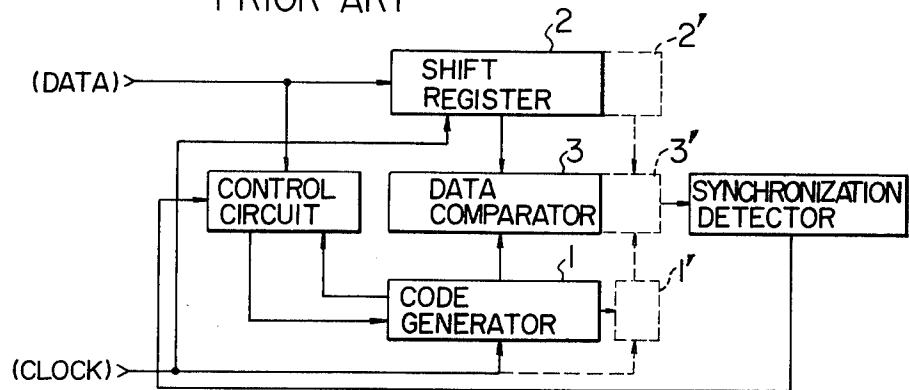 PRIOR ART
2
2'
(DATA)
SHIFT
REGISTER
3
3'
CONTROL
CIRCUIT
DATA
COMPARATOR
SYNCHRONIZATION
DETECTOR
1
1'
CODE
GENERATOR
(CLOCK)